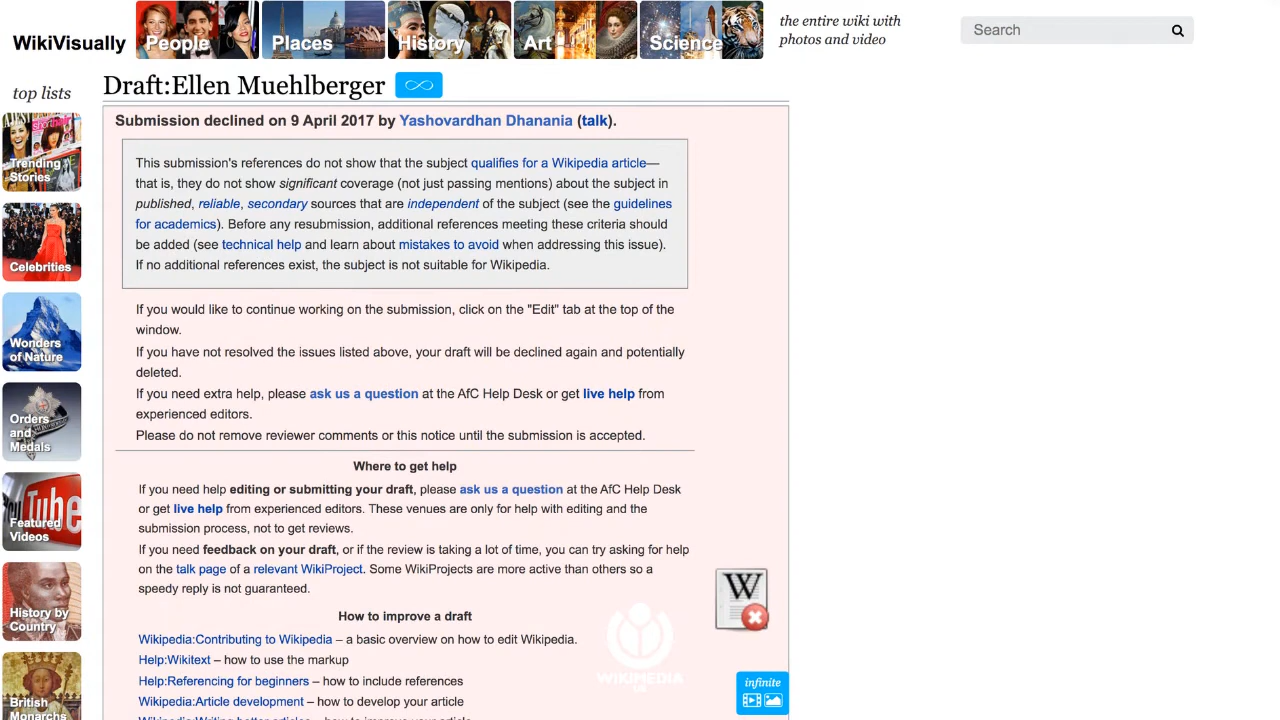 WikiVisually
People
Places
History
Art
Science
the entire wiki with
photos and video
Search
top lists
Trending
Stories
Celebrities
Wonders
of Nature
Orders
and
Medals
You Tube
Featured
Videos
History by
Country
British
Monarchs
Draft:Ellen Muehlberger
Submission declined on 9 April 2017 by Yashovardhan Dhanania (talk).
This submission's references do not show that the subject qualifies for a Wikipedia article—
that is, they do not show significant coverage (not just passing mentions) about the subject in
published, reliable, secondary sources that are independent of the subject (see the guidelines
for academics). Before any resubmission, additional references meeting these criteria should
be added (see technical help and learn about mistakes to avoid when addressing this issue).
If no additional references exist, the subject is not suitable for Wikipedia.
If you would like to continue working on the submission, click on the "Edit" tab at the top of the
window.
If you have not resolved the issues listed above, your draft will be declined again and potentially
deleted.
If you need extra help, please ask us a question at the AfC Help Desk or get live help from
experienced editors.
Please do not remove reviewer comments or this notice until the submission is accepted.
Where to get help
If you need help editing or submitting your draft, please ask us a question at the AfC Help Desk
or get live help from experienced editors. These venues are only for help with editing and the
submission process, not to get reviews.
If you need feedback on your draft, or if the review is taking a lot of time, you can try asking for help
on the talk page of a relevant WikiProject. Some WikiProjects are more active than others so a
speedy reply is not guaranteed.
How to improve a draft
Wikipedia:Contributing to Wikipedia – a basic overview on how to edit Wikipedia.
Help:Wikitext – how to use the markup
Help:Referencing for beginners – how to include references
Wikipedia:Article development – how to develop your article
Wikipedia:Writing better articles – how to improve your article
W
WIKIMEDIA
infinite